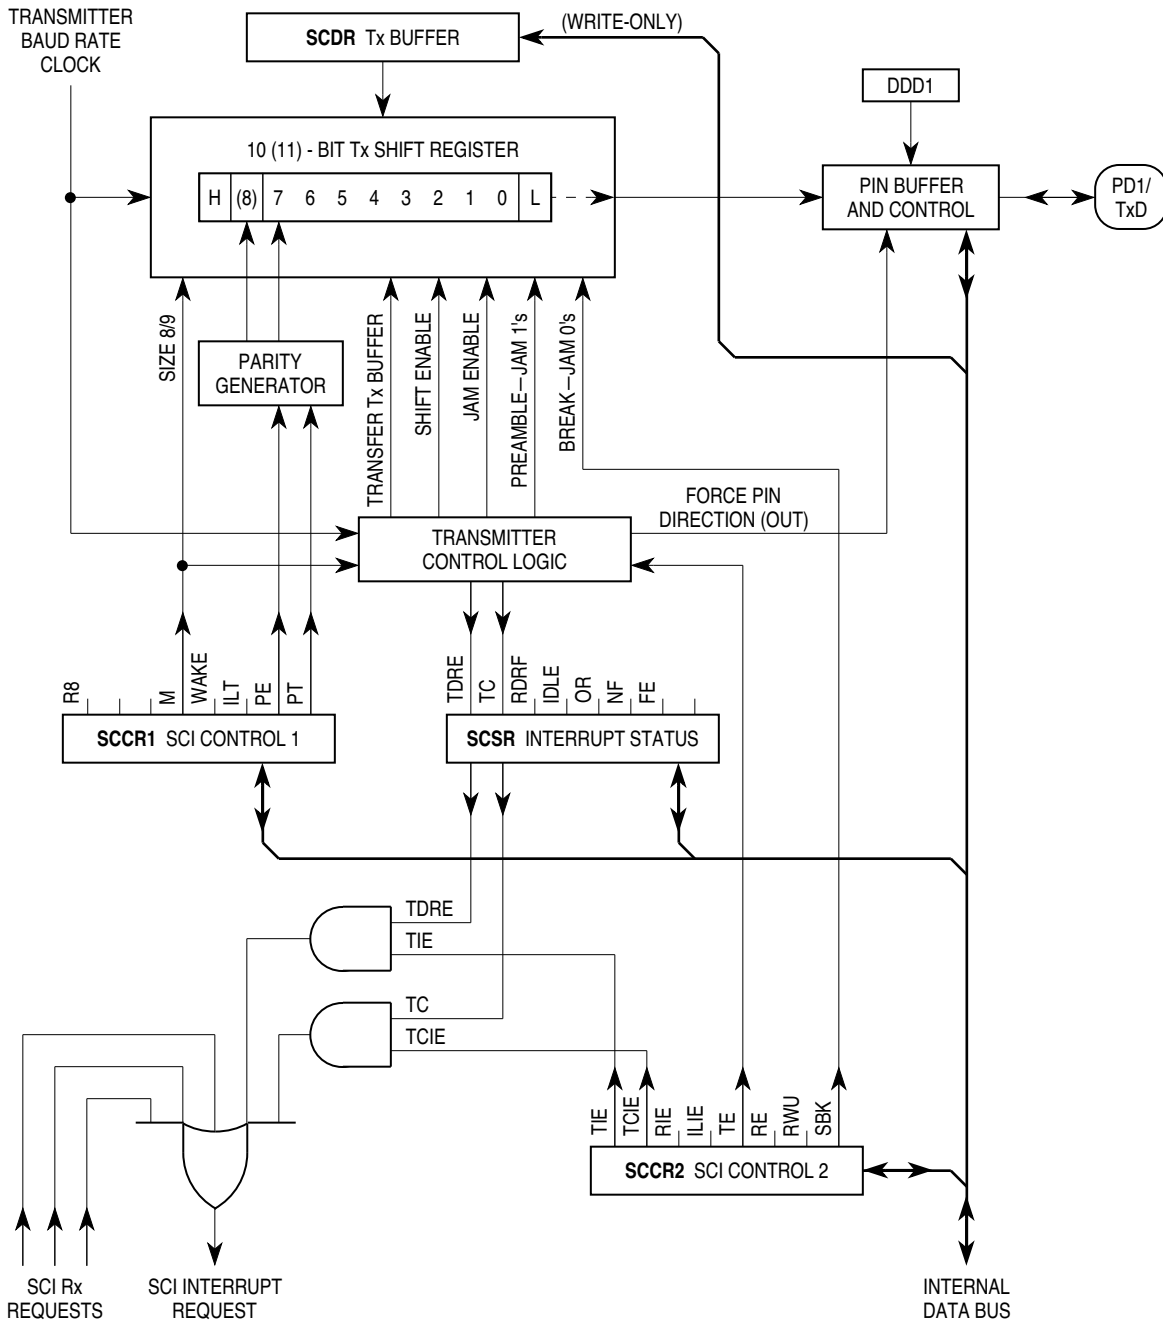 TRANSMITTER
BAUD RATE
CLOCK
SCDR Tx BUFFER
(WRITE-ONLY)
DDD1
10 (11) - BIT Tx SHIFT REGISTER
H (8) 7 6 5 4 3 2 1 0 L
PIN BUFFER
AND CONTROL
PD1/
TxD
SIZE 8/9
PARITY
GENERATOR
TRANSFER Tx BUFFER
SHIFT ENABLE
JAM ENABLE
PREAMBLE—JAM 1's
BREAK—JAM 0's
FORCE PIN
DIRECTION (OUT)
TRANSMITTER
CONTROL LOGIC
R8
M
WAKE
ILT
PE
PT
SCCR1 SCI CONTROL 1
TDRE
TC
RDRF
IDLE
OR
NF
FE
SCSR INTERRUPT STATUS
TDRE
TIE
TC
TCIE
TIE
TCIE
RIE
ILIE
TE
RE
RWU
SBK
SCCR2 SCI CONTROL 2
SCI Rx
REQUESTS
SCI INTERRUPT
REQUEST
INTERNAL
DATA BUS